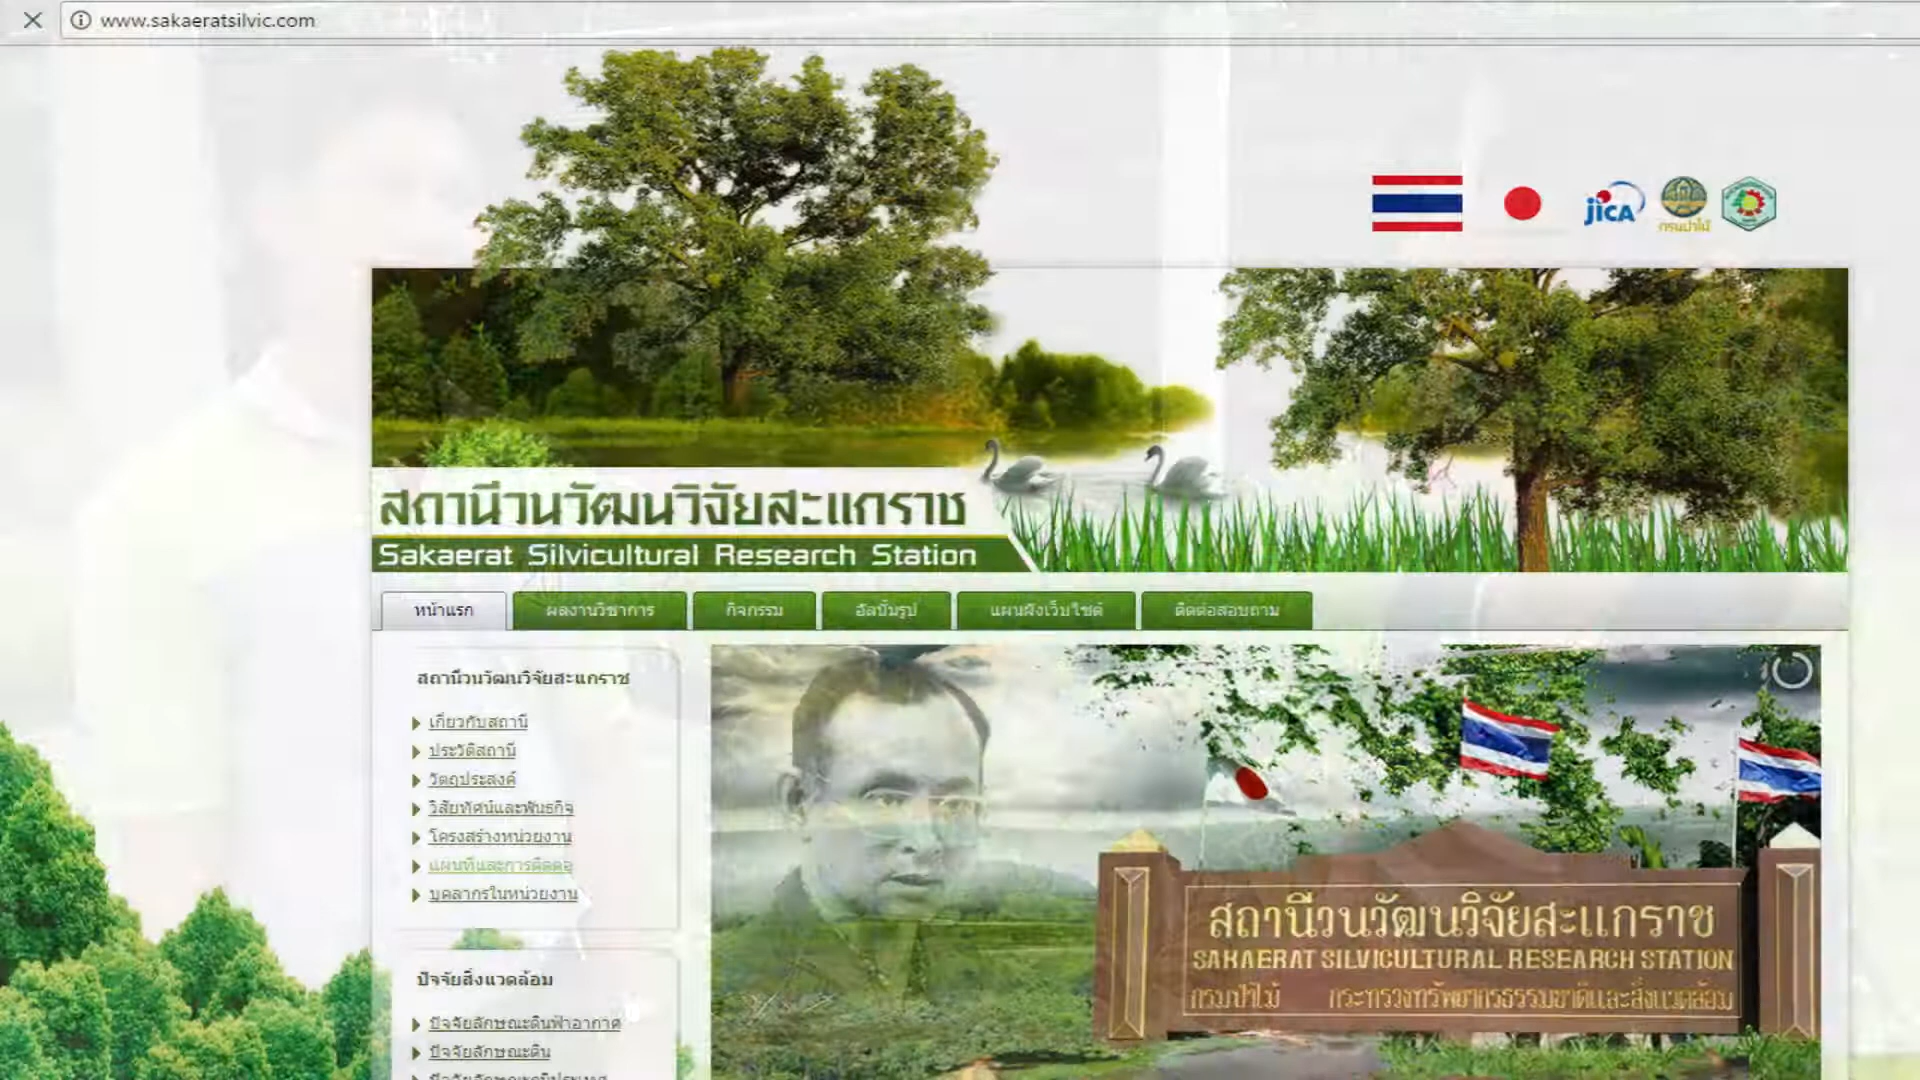 www.sakaeratsilvic.com
jICA
กรมป่าไม้
สถานีวนวัฒนวิจัยสะแกราช
Sakaerat Silvicultural Research Station
หน้าแรก
ผลงานวิชาการ
กิจกรรม
อัลบั้มรูป
แผนผังเว็บไซต์
ติดต่อสอบถาม
สถานีวนวัฒนวิจัยสะแกราช
เกี่ยวกับสถานี
ประวัติสถานี
วัตถุประสงค์
วิสัยทัศน์และพันธกิจ
โครงสร้างหน่วยงาน
แผนที่และการติดต่อ
บุคลากรในหน่วยงาน
ปัจจัยสิ่งแวดล้อม
ปัจจัยลักษณะดินฟ้าอากาศ
ปัจจัยลักษณะดิน
สถานีวนวัฒนวิจัยสะแกราช
SAKAERAT SILVICULTURAL RESEARCH STATION
กรมป่าไม้ กระทรวงทรัพยากรธรรมชาติและสิ่งแวดล้อม